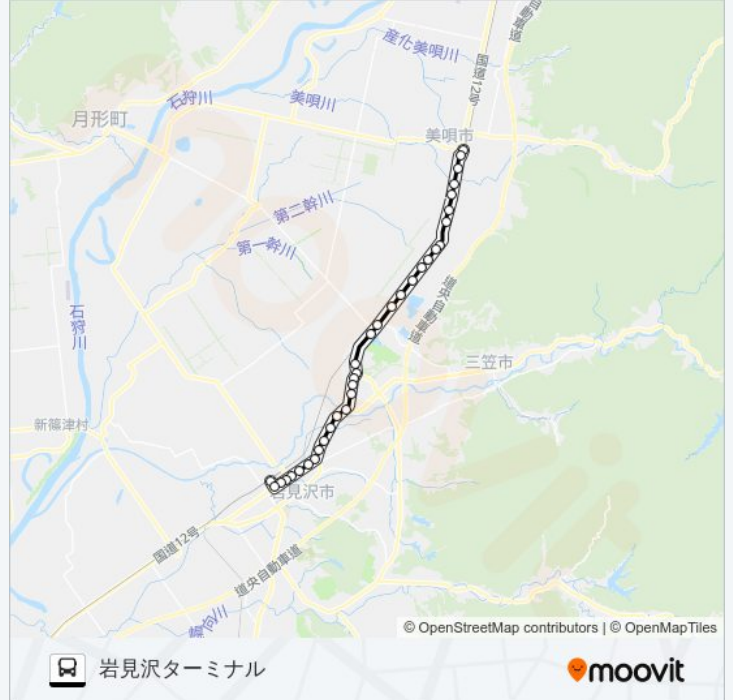 自動車道
産化美唄川
国道12号
石狩川
美唄川
月形町
美唄市
第二幹川
第一幹川
道央自動車道
石狩川
三笠市
新篠津村
岩見沢市
国道12号
道央自動車道
幌向川
© OpenStreetMap contributors | © OpenMapTiles
岩見沢ターミナル
moovit